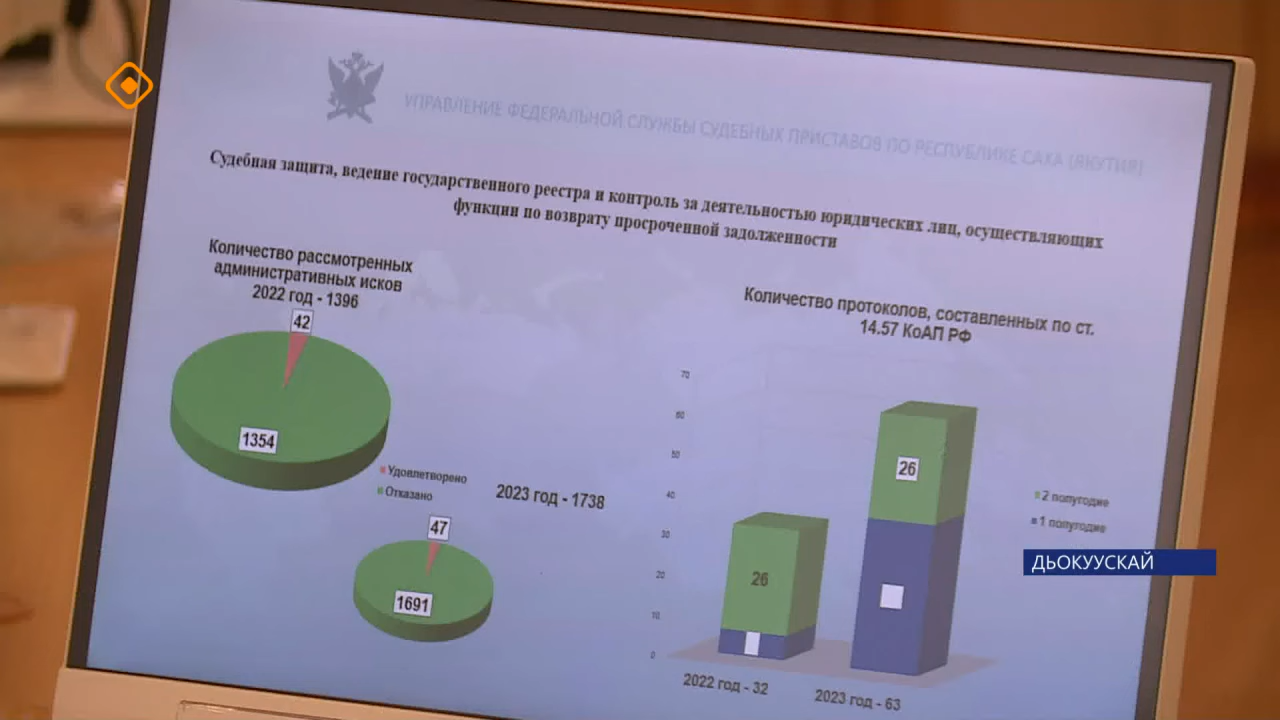 УПРАВЛЕНИЕ ФЕДЕРАЛЬНОЙ СЛУЖБЫ СУДЕБНЫХ ПРИСТАВОВ ПО РЕСПУБЛИКЕ САХА (ЯКУТИЯ)
Судебная защита, ведение государственного реестра и контроль за деятельностью юридических лиц, осуществляющих
функции по возврату просроченной задолженности
Количество рассмотренных
административных исков
2022 год - 1396
42
1354
Удовлетворено
Отказано
2023 год - 1738
47
1691
Количество протоколов, составленных по ст.
14.57 КоАП РФ
70
60
50
40
30
20
10
0
26
26
2 полугодие
1 полугодие
2022 год - 32
2023 год - 63
ДЬОКУУСКАЙ